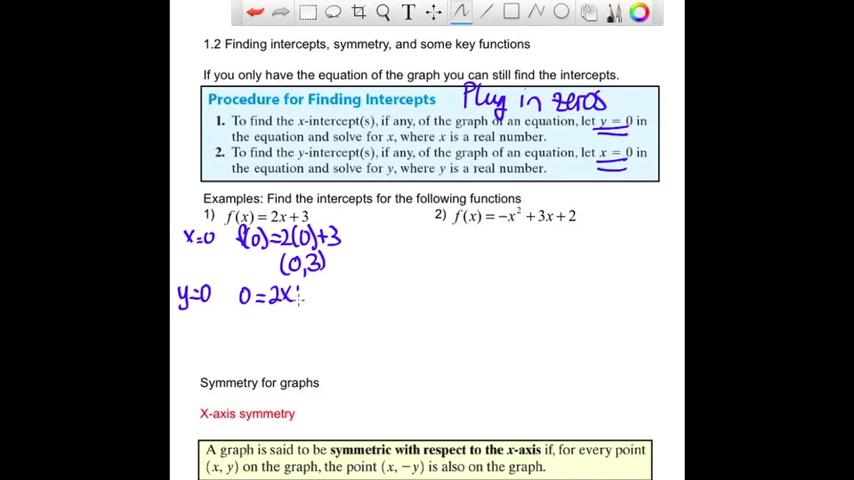 T
1.2 Finding intercepts, symmetry, and some key functions
If you only have the equation of the graph you can still find the intercepts.
Procedure for Finding Intercepts Plug in zeros
1. To find the x-intercept(s), if any, of the graph of an equation, let y = 0 in
the equation and solve for x, where x is a real number.
2. To find the y-intercept(s), if any, of the graph of an equation, let x = 0 in
the equation and solve for y, where y is a real number.
Examples: Find the intercepts for the following functions
1) f(x) = 2x + 3 2) f(x) = −x² + 3x + 2
x=0 f(0)=2(0)+3
(0,3)
y=0 0=2x
Symmetry for graphs
X-axis symmetry
A graph is said to be symmetric with respect to the x-axis if, for every point
(x, y) on the graph, the point (x, −y) is also on the graph.